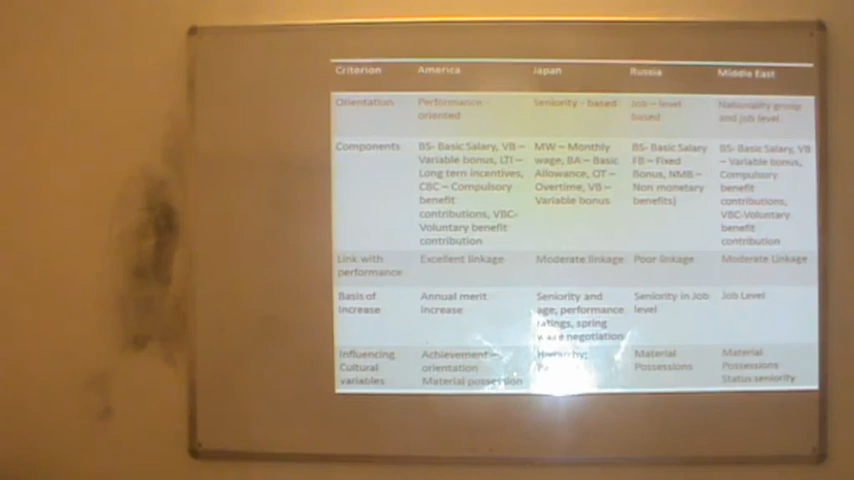 Criterion
America
Japan
Russia
Middle East
Orientation
Performance -
oriented
Seniority - based
Job – level
based
Nationality group
and job level
Components
BS- Basic Salary, VB –
Variable bonus, LTI –
Long tern incentives,
CBC – Compulsory
benefit
contributions, VBC-
Voluntary benefit
contribution
MW – Monthly
wage, BA – Basic
Allowance, OT –
Overtime, VB –
Variable bonus
BS- Basic Salary
FB – Fixed
Bonus, NMB –
Non monetary
benefits)
BS- Basic Salary, VB
– Variable bonus,
Compulsory
benefit
contributions,
VBC-Voluntary
benefit
contribution
Link with
performance
Excellent linkage
Moderate linkage
Poor linkage
Moderate Linkage
Basis of
Increase
Annual merit
Increase
Seniority and
age, performance
ratings, spring
wage negotiation
Seniority in Job
level
Job Level
Influencing
Cultural
variables
Achievement –
orientation
Material possession
Hierarchy;
Material
Possessions
Material
Possessions
Status seniority